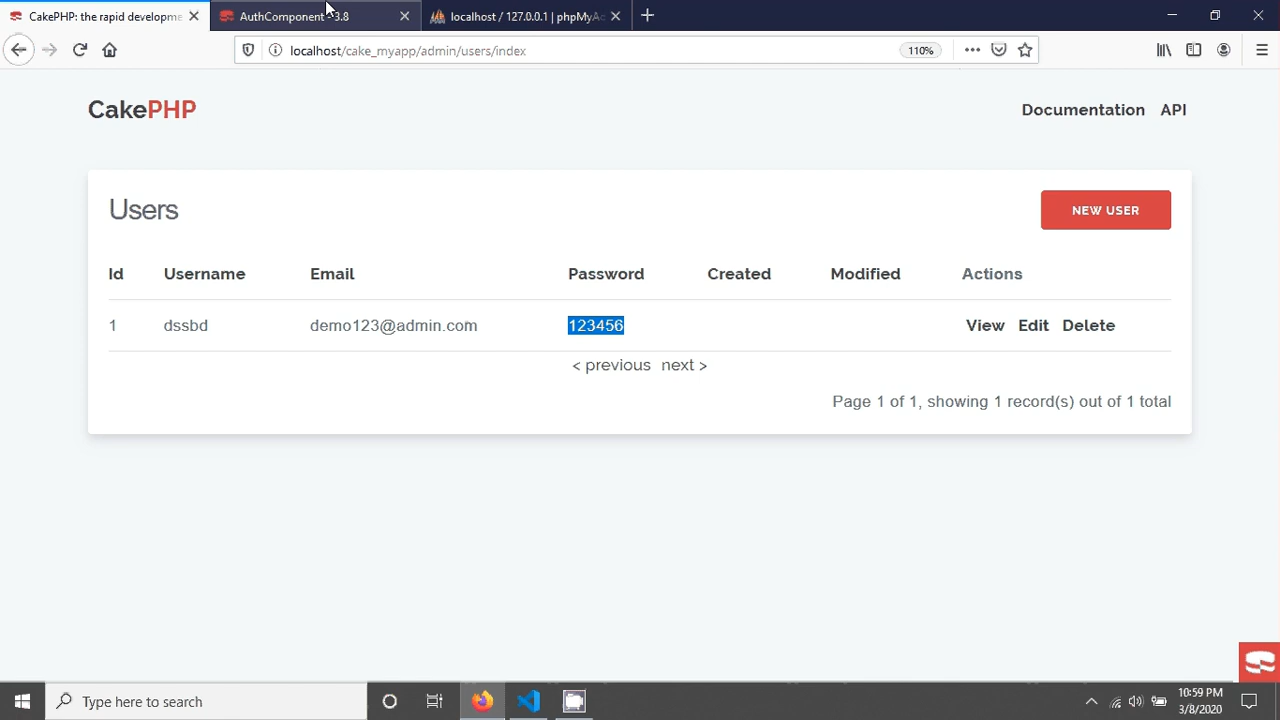 CakePHP: the rapid developme
AuthComponent - 3.8
localhost / 127.0.0.1 | phpMyAd
localhost/cake_myapp/admin/users/index
110%
CakePHP
Documentation API
Users
NEW USER
Id Username Email Password Created Modified Actions
1 dssbd demo123@admin.com 123456 View Edit Delete
< previous next >
Page 1 of 1, showing 1 record(s) out of 1 total
Type here to search
10:59 PM
3/8/2020